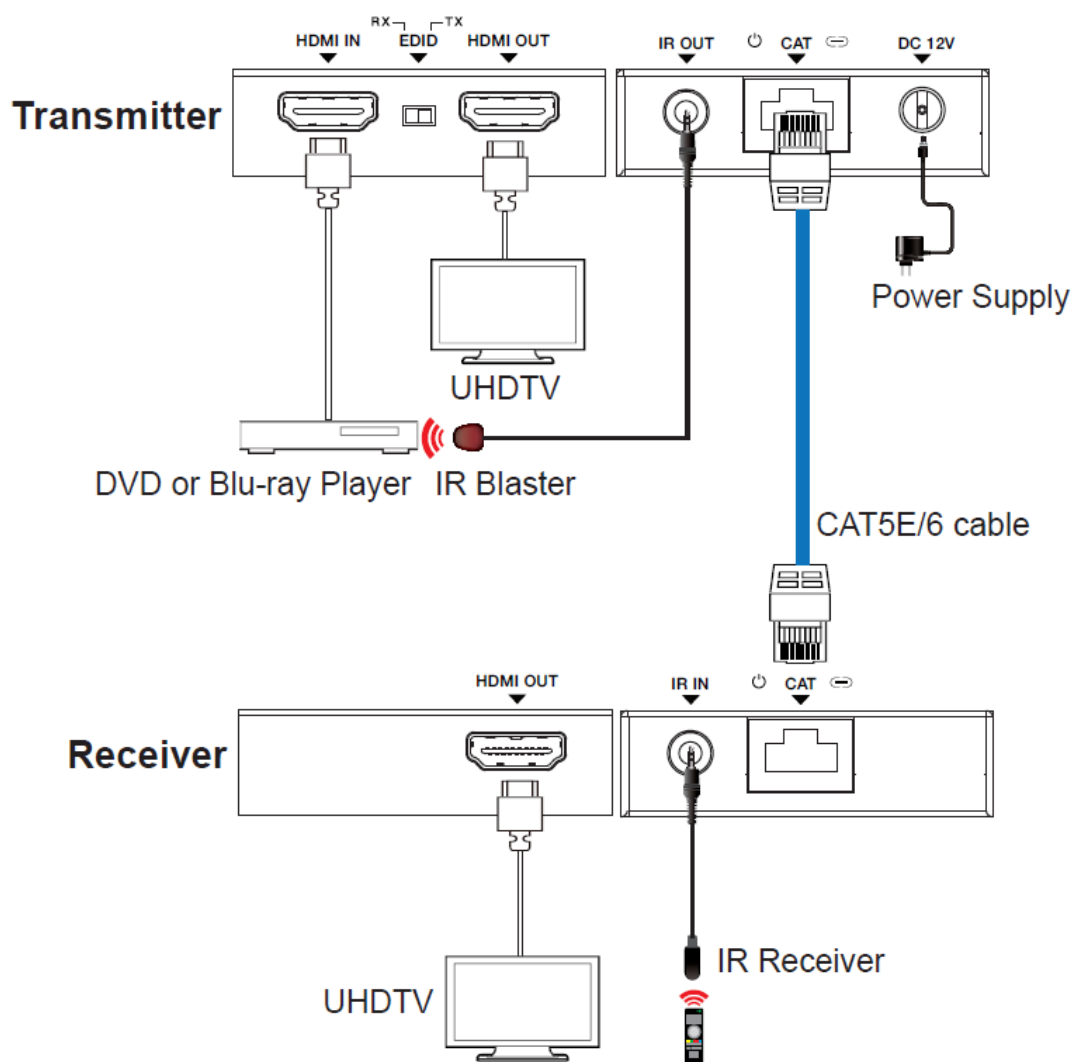 RX TX
HDMI IN EDID HDMI OUT
IR OUT CAT DC 12V
Transmitter
Power Supply
UHDTV
DVD or Blu-ray Player IR Blaster
CAT5E/6 cable
HDMI OUT
IR IN CAT
Receiver
IR Receiver
UHDTV